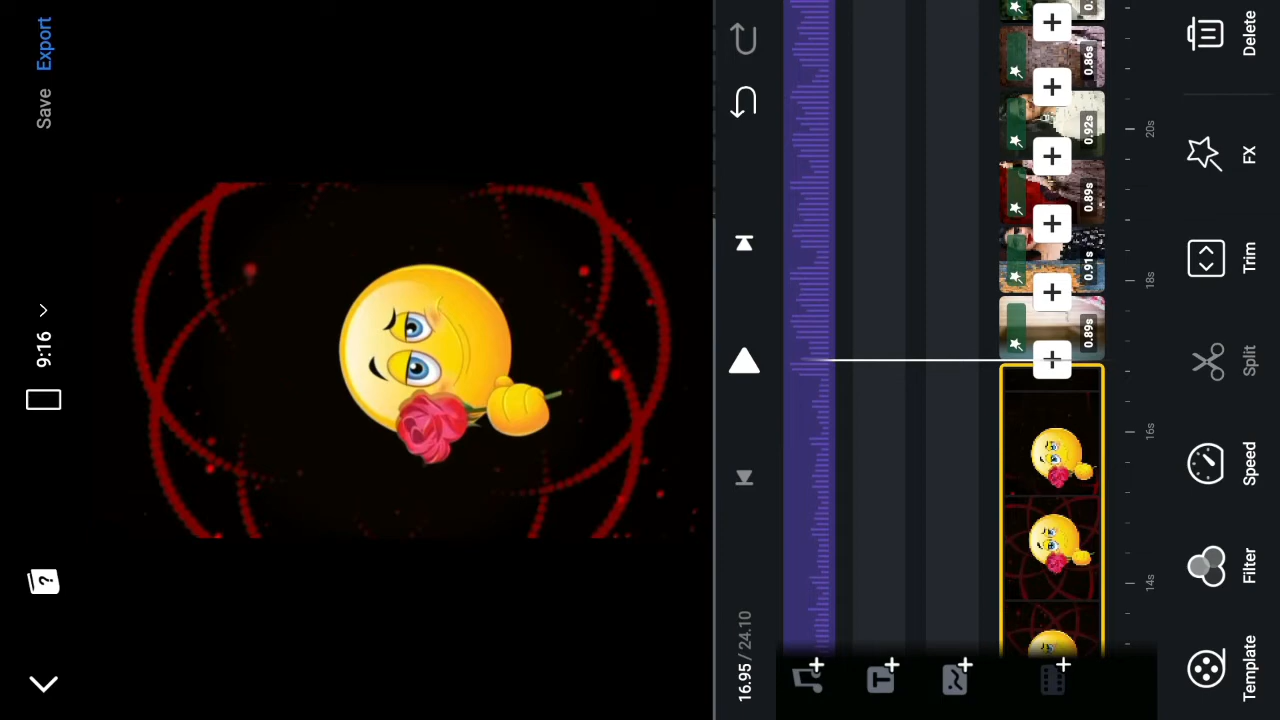 9:16 Save Export
16.95 / 24.10
0.89s 0.91s 0.89s 0.92s 0.86s 0.
14s 16s 18s 20s
Template Filter Speed Split Trim FX Delete